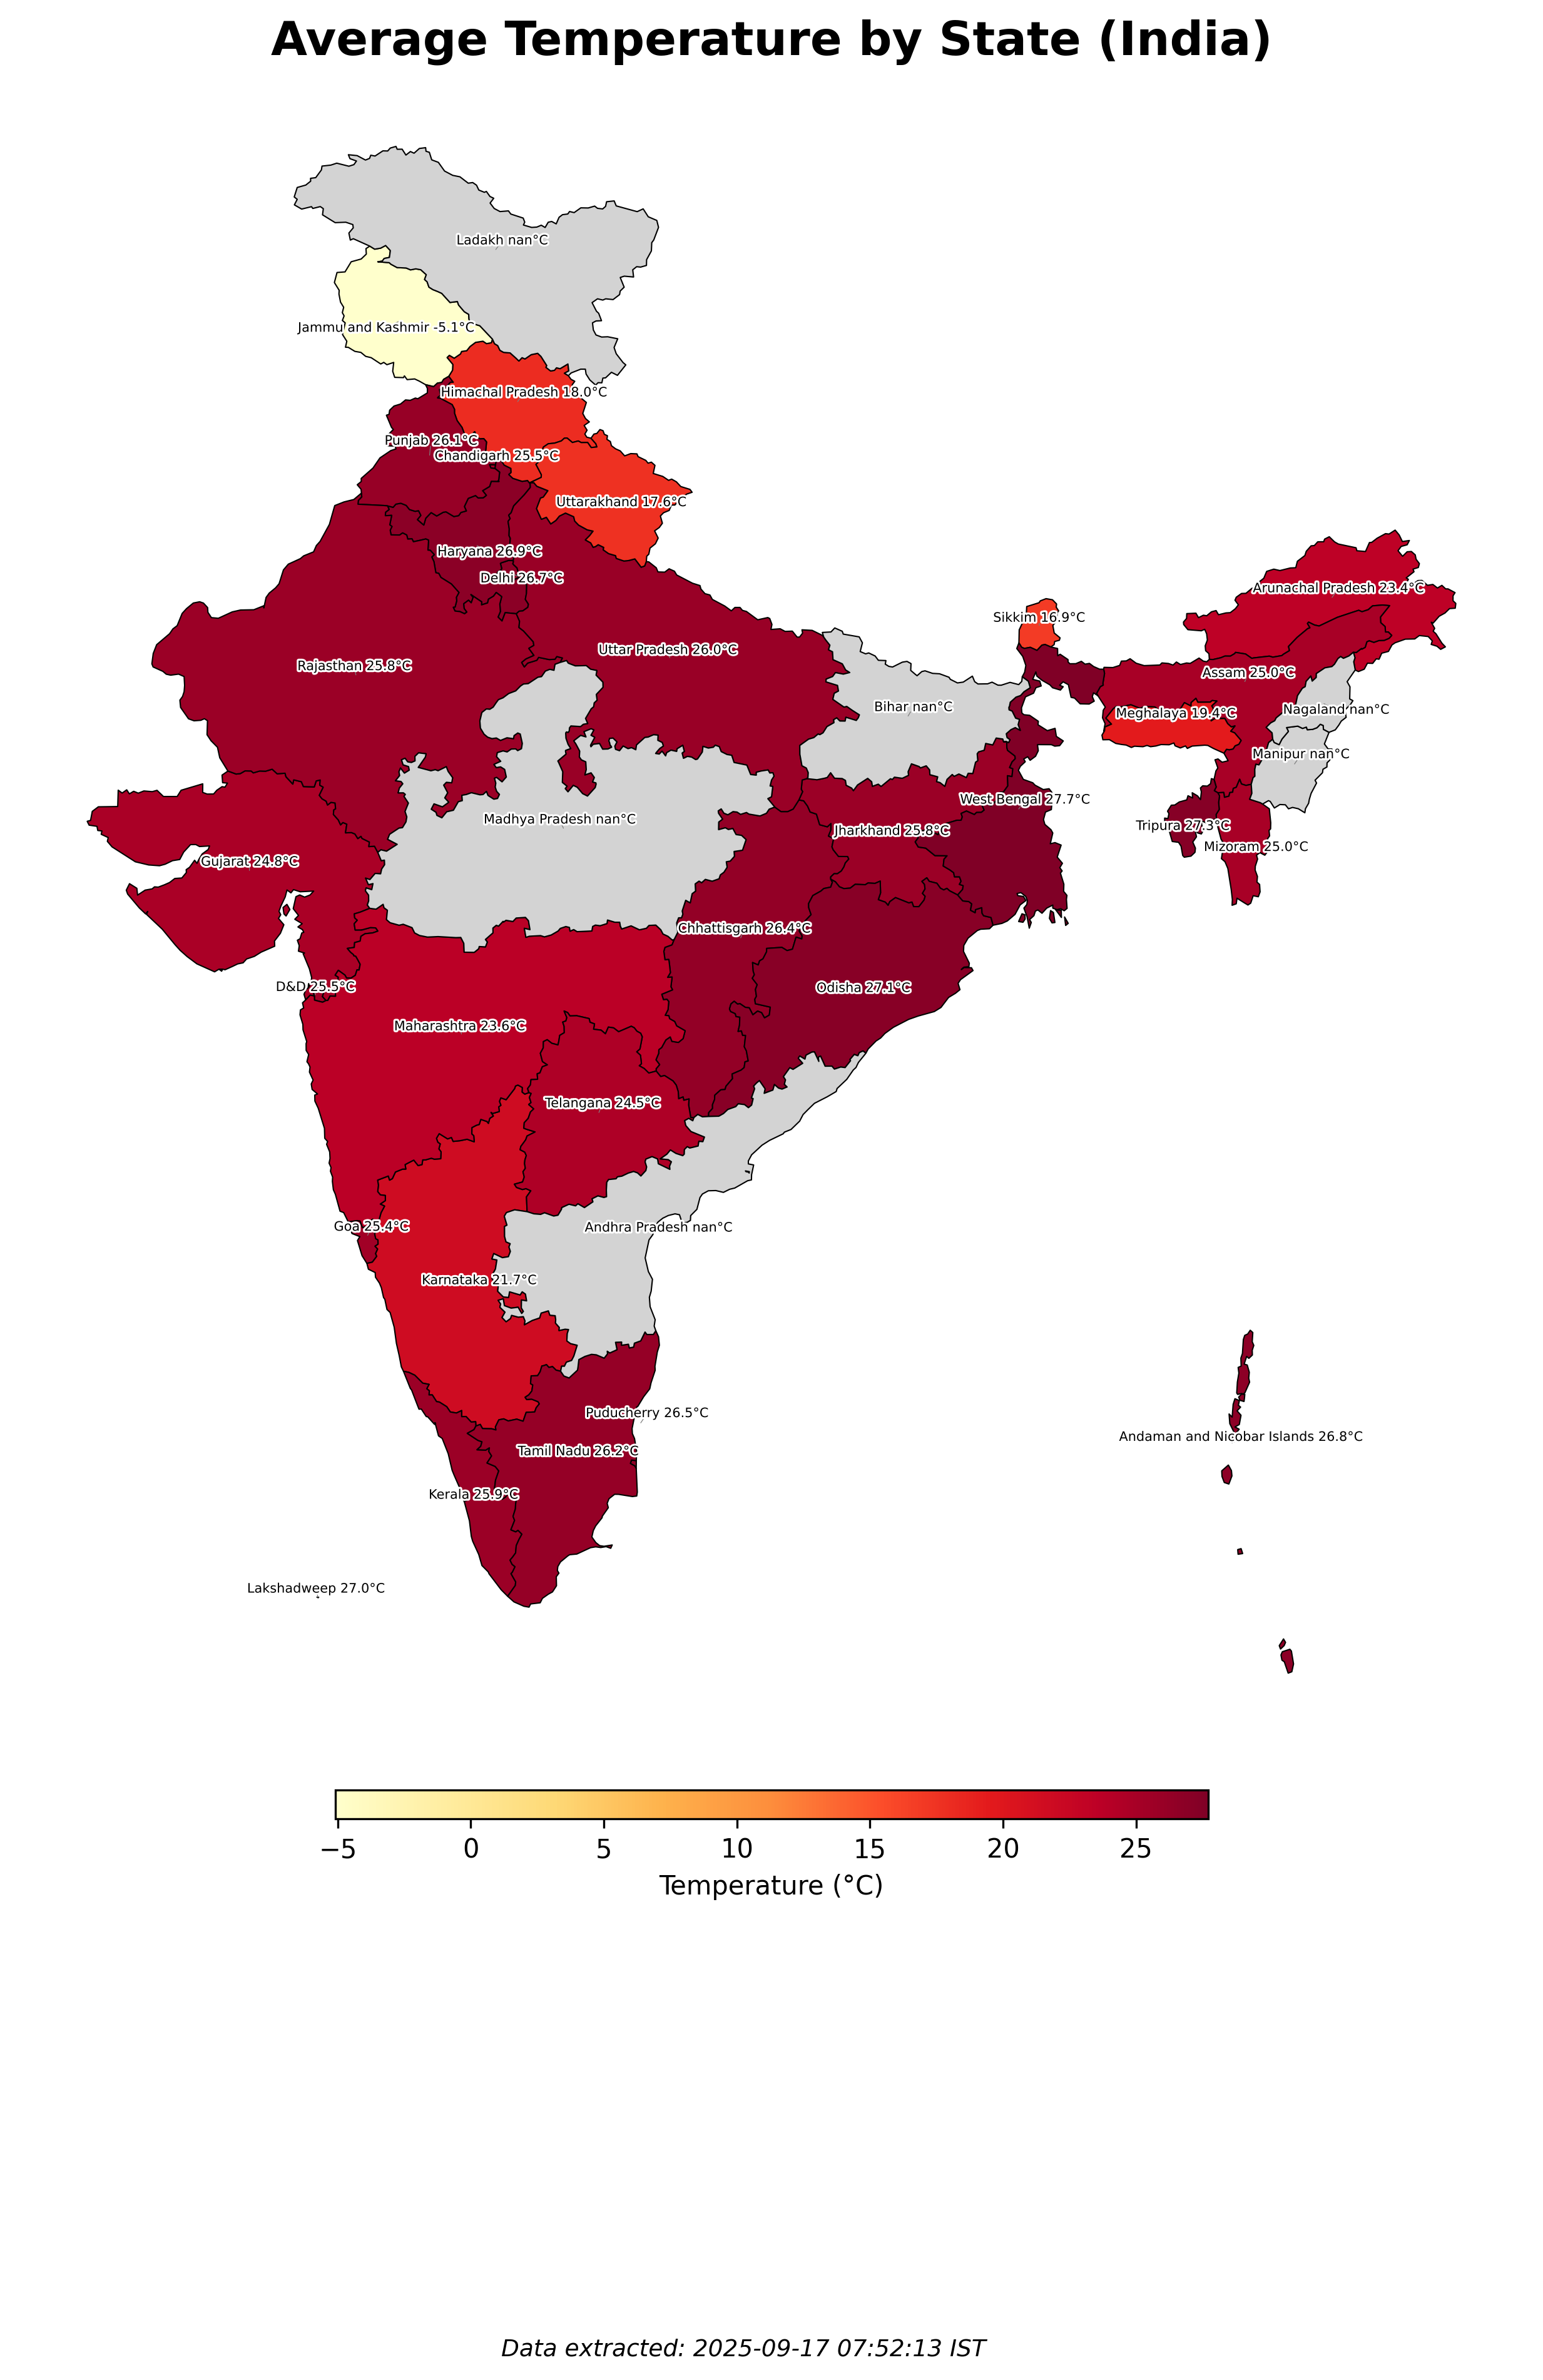 Average Temperature by State (India)
Ladakh nan°C
Jammu and Kashmir -5.1°C
Himachal Pradesh 18.0°C
Punjab 26.1°C
Chandigarh 25.5°C
Uttarakhand 17.6°C
Haryana 26.9°C
Delhi 26.7°C
Arunachal Pradesh 23.4°C
Sikkim 16.9°C
Uttar Pradesh 26.0°C
Rajasthan 25.8°C
Assam 25.0°C
Bihar nan°C
Nagaland nan°C
Meghalaya 19.4°C
Manipur nan°C
West Bengal 27.7°C
Madhya Pradesh nan°C
Tripura 27.3°C
Jharkhand 25.8°C
Mizoram 25.0°C
Gujarat 24.8°C
Chhattisgarh 26.4°C
D&D 25.5°C
Odisha 27.1°C
Maharashtra 23.6°C
Telangana 24.5°C
Goa 25.4°C
Andhra Pradesh nan°C
Karnataka 21.7°C
Puducherry 26.5°C
Andaman and Nicobar Islands 26.8°C
Tamil Nadu 26.2°C
Kerala 25.9°C
Lakshadweep 27.0°C
−5 0 5 10 15 20 25
Temperature (°C)
Data extracted: 2025-09-17 07:52:13 IST